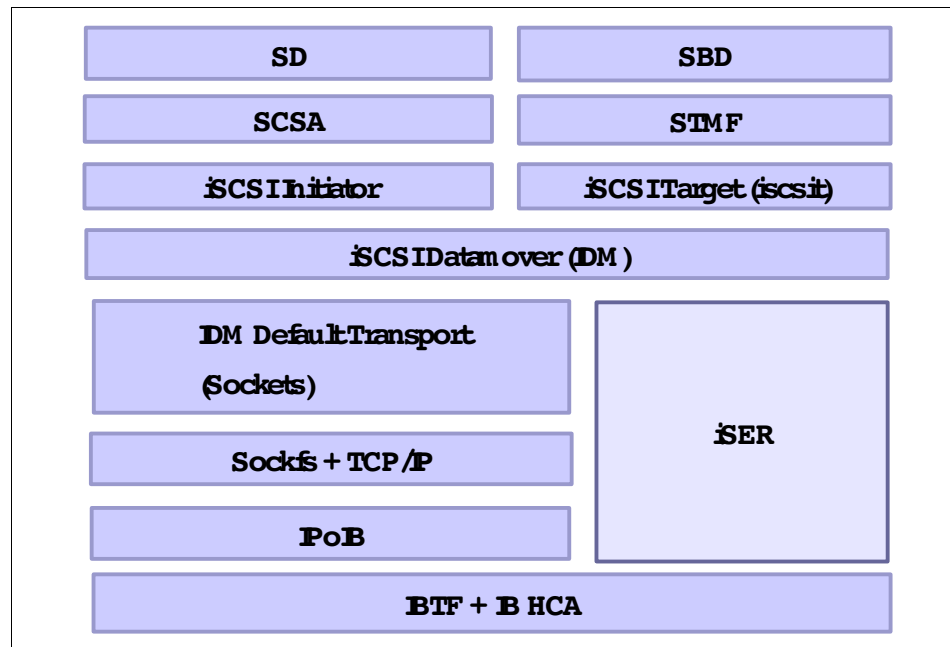 SD
SBD
SCSA
STMF
iSCSI Initiator
iSCSI Target (iscsit)
iSCSI Datamover (IDM)
IDM Default Transport
(Sockets)
iSER
Sockfs + TCP/IP
IPoIB
IBTF + IB HCA